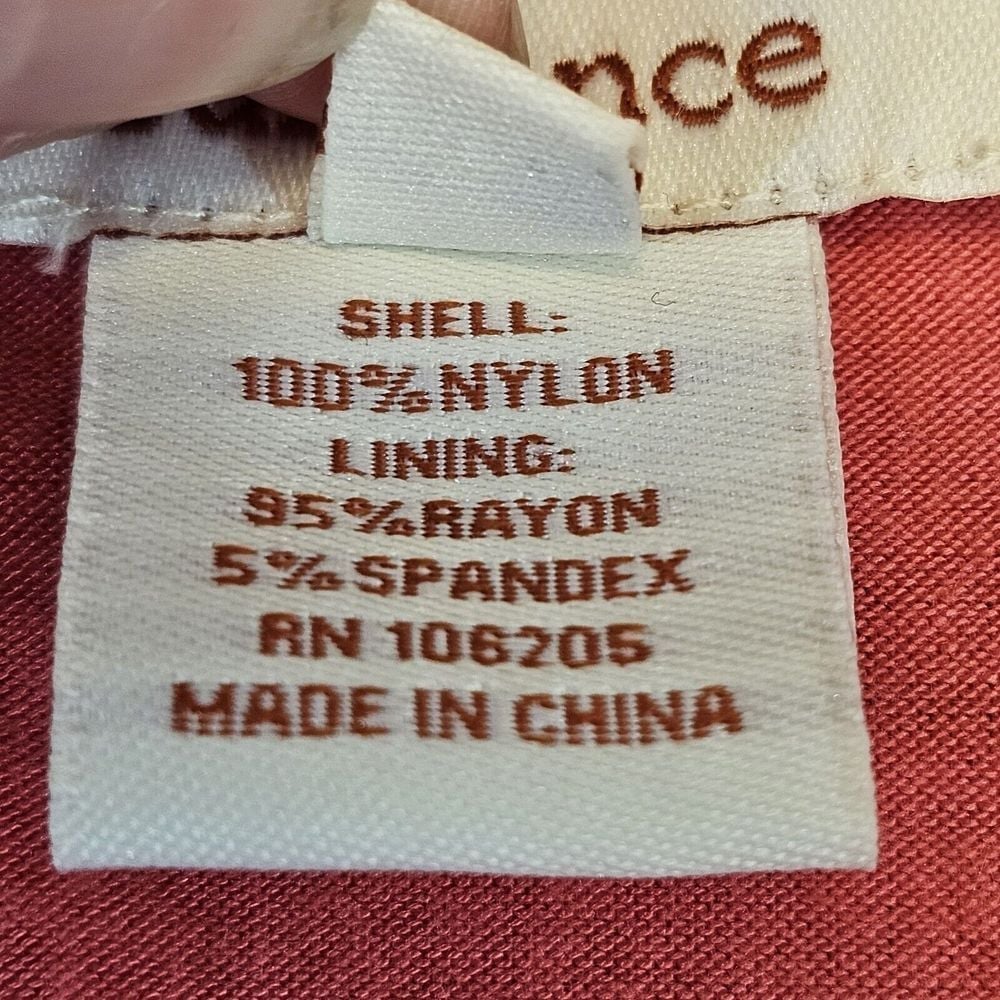 nce
SHELL:
100%NYLON
LINING:
95%RAYON
5%SPANDEX
RN 106205
MADE IN CHINA